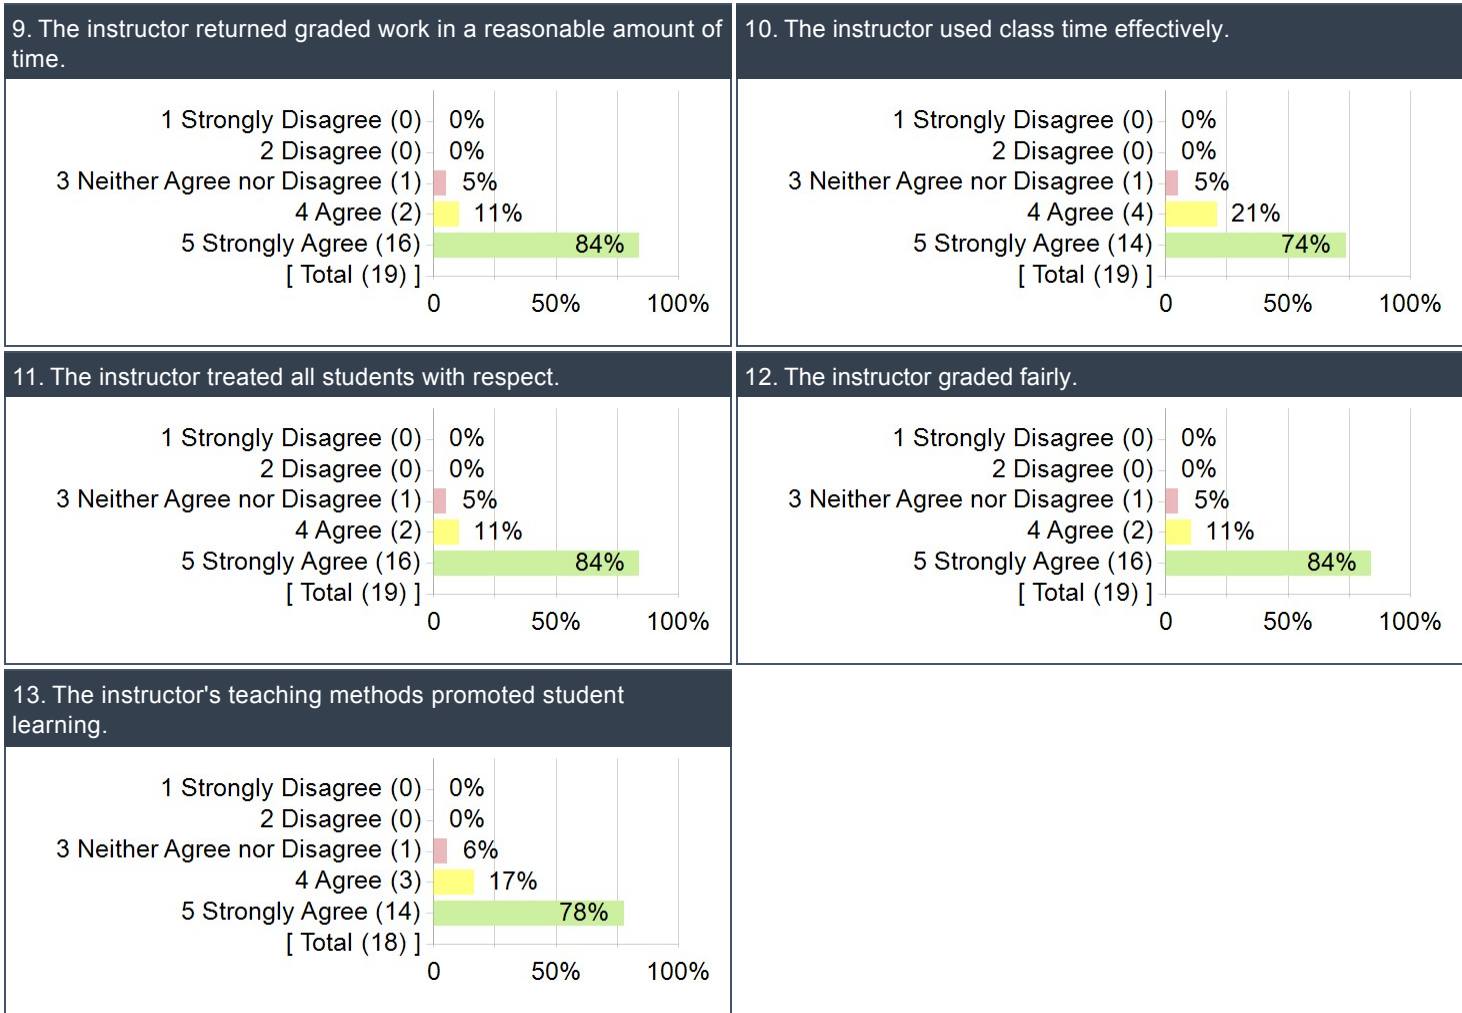 9. The instructor returned graded work in a reasonable amount of
time.
1 Strongly Disagree (0) 0%
2 Disagree (0) 0%
3 Neither Agree nor Disagree (1) 5%
4 Agree (2) 11%
5 Strongly Agree (16) 84%
[ Total (19) ]
0 50% 100%
10. The instructor used class time effectively.
1 Strongly Disagree (0) 0%
2 Disagree (0) 0%
3 Neither Agree nor Disagree (1) 5%
4 Agree (4) 21%
5 Strongly Agree (14) 74%
[ Total (19) ]
0 50% 100%
11. The instructor treated all students with respect.
1 Strongly Disagree (0) 0%
2 Disagree (0) 0%
3 Neither Agree nor Disagree (1) 5%
4 Agree (2) 11%
5 Strongly Agree (16) 84%
[ Total (19) ]
0 50% 100%
12. The instructor graded fairly.
1 Strongly Disagree (0) 0%
2 Disagree (0) 0%
3 Neither Agree nor Disagree (1) 5%
4 Agree (2) 11%
5 Strongly Agree (16) 84%
[ Total (19) ]
0 50% 100%
13. The instructor's teaching methods promoted student
learning.
1 Strongly Disagree (0) 0%
2 Disagree (0) 0%
3 Neither Agree nor Disagree (1) 6%
4 Agree (3) 17%
5 Strongly Agree (14) 78%
[ Total (18) ]
0 50% 100%